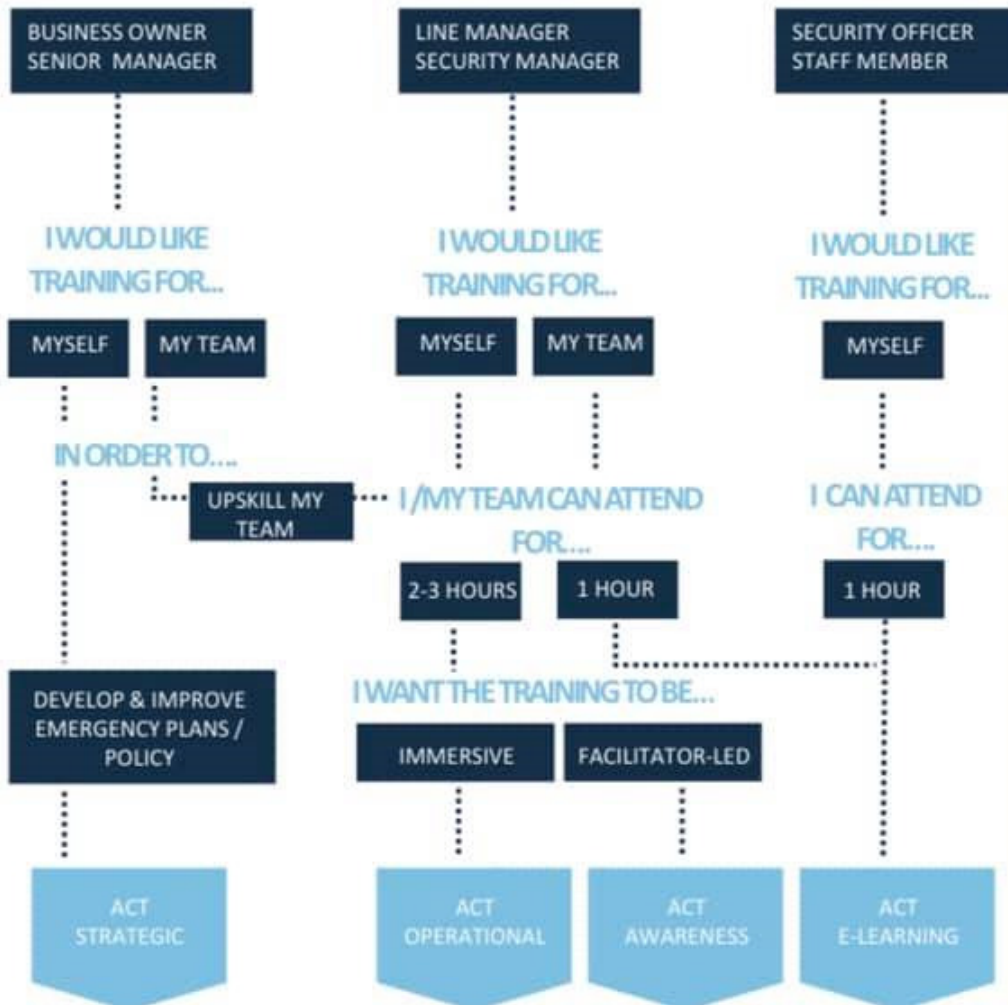 BUSINESS OWNER
SENIOR MANAGER
LINE MANAGER
SECURITY MANAGER
SECURITY OFFICER
STAFF MEMBER
I WOULD LIKE
TRAINING FOR...
I WOULD LIKE
TRAINING FOR...
I WOULD LIKE
TRAINING FOR...
MYSELF
MY TEAM
MYSELF
MY TEAM
MYSELF
IN ORDER TO....
UPSKILL MY
TEAM
I /MY TEAM CAN ATTEND
FOR....
I CAN ATTEND
FOR....
2-3 HOURS
1 HOUR
1 HOUR
DEVELOP & IMPROVE
EMERGENCY PLANS /
POLICY
I WANT THE TRAINING TO BE...
IMMERSIVE
FACILITATOR-LED
ACT
STRATEGIC
ACT
OPERATIONAL
ACT
AWARENESS
ACT
E-LEARNING